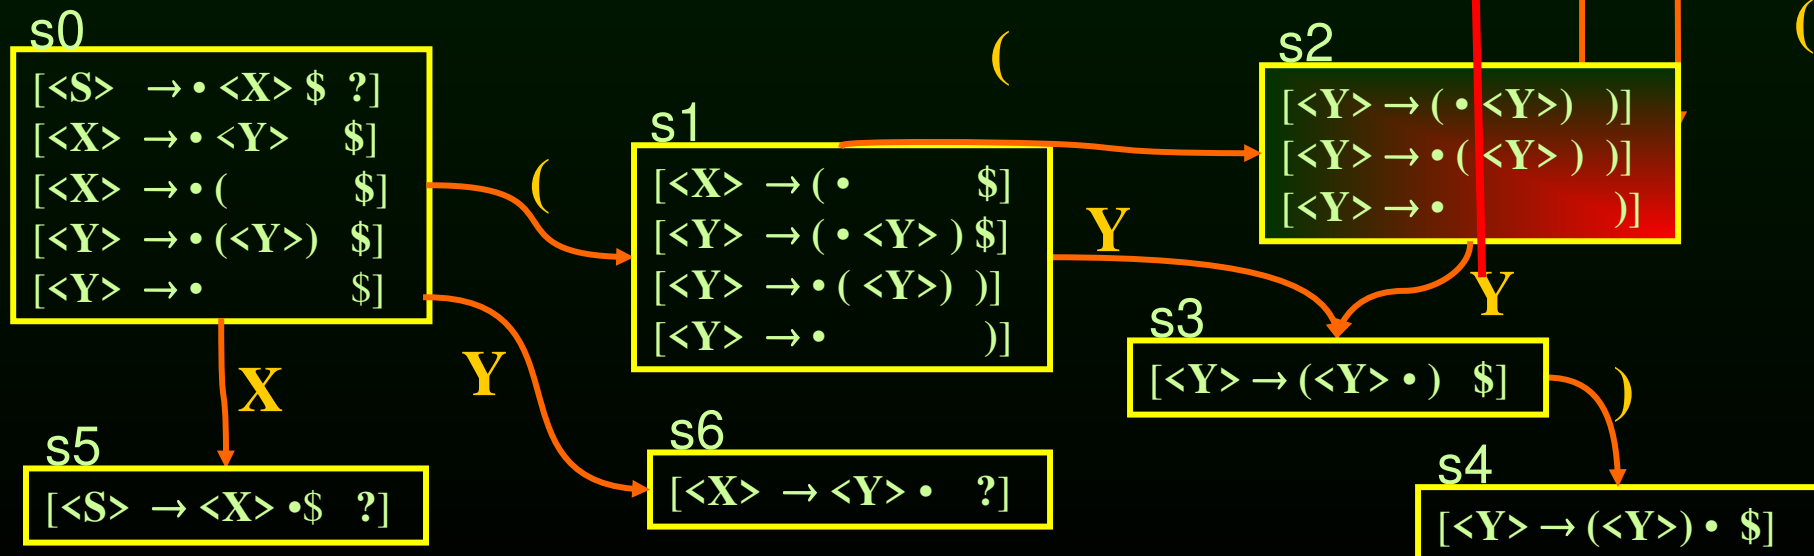 s0
[<S> → • <X> $ ?]
[<X> → • <Y> $]
[<X> → • ( $]
[<Y> → • (<Y>) $]
[<Y> → • $]
(
X
Y
s5
[<S> → <X> •$ ?]
s1
[<X> → ( • $]
[<Y> → ( • <Y> ) $]
[<Y> → • ( <Y>) )]
[<Y> → • )]
(
Y
s6
[<X> → <Y> • ?]
s2
[<Y> → ( • <Y>) )]
[<Y> → • ( <Y> ) )]
[<Y> → • )]
(
Y
s3
[<Y> → (<Y> • ) $]
)
s4
[<Y> → (<Y>) • $]